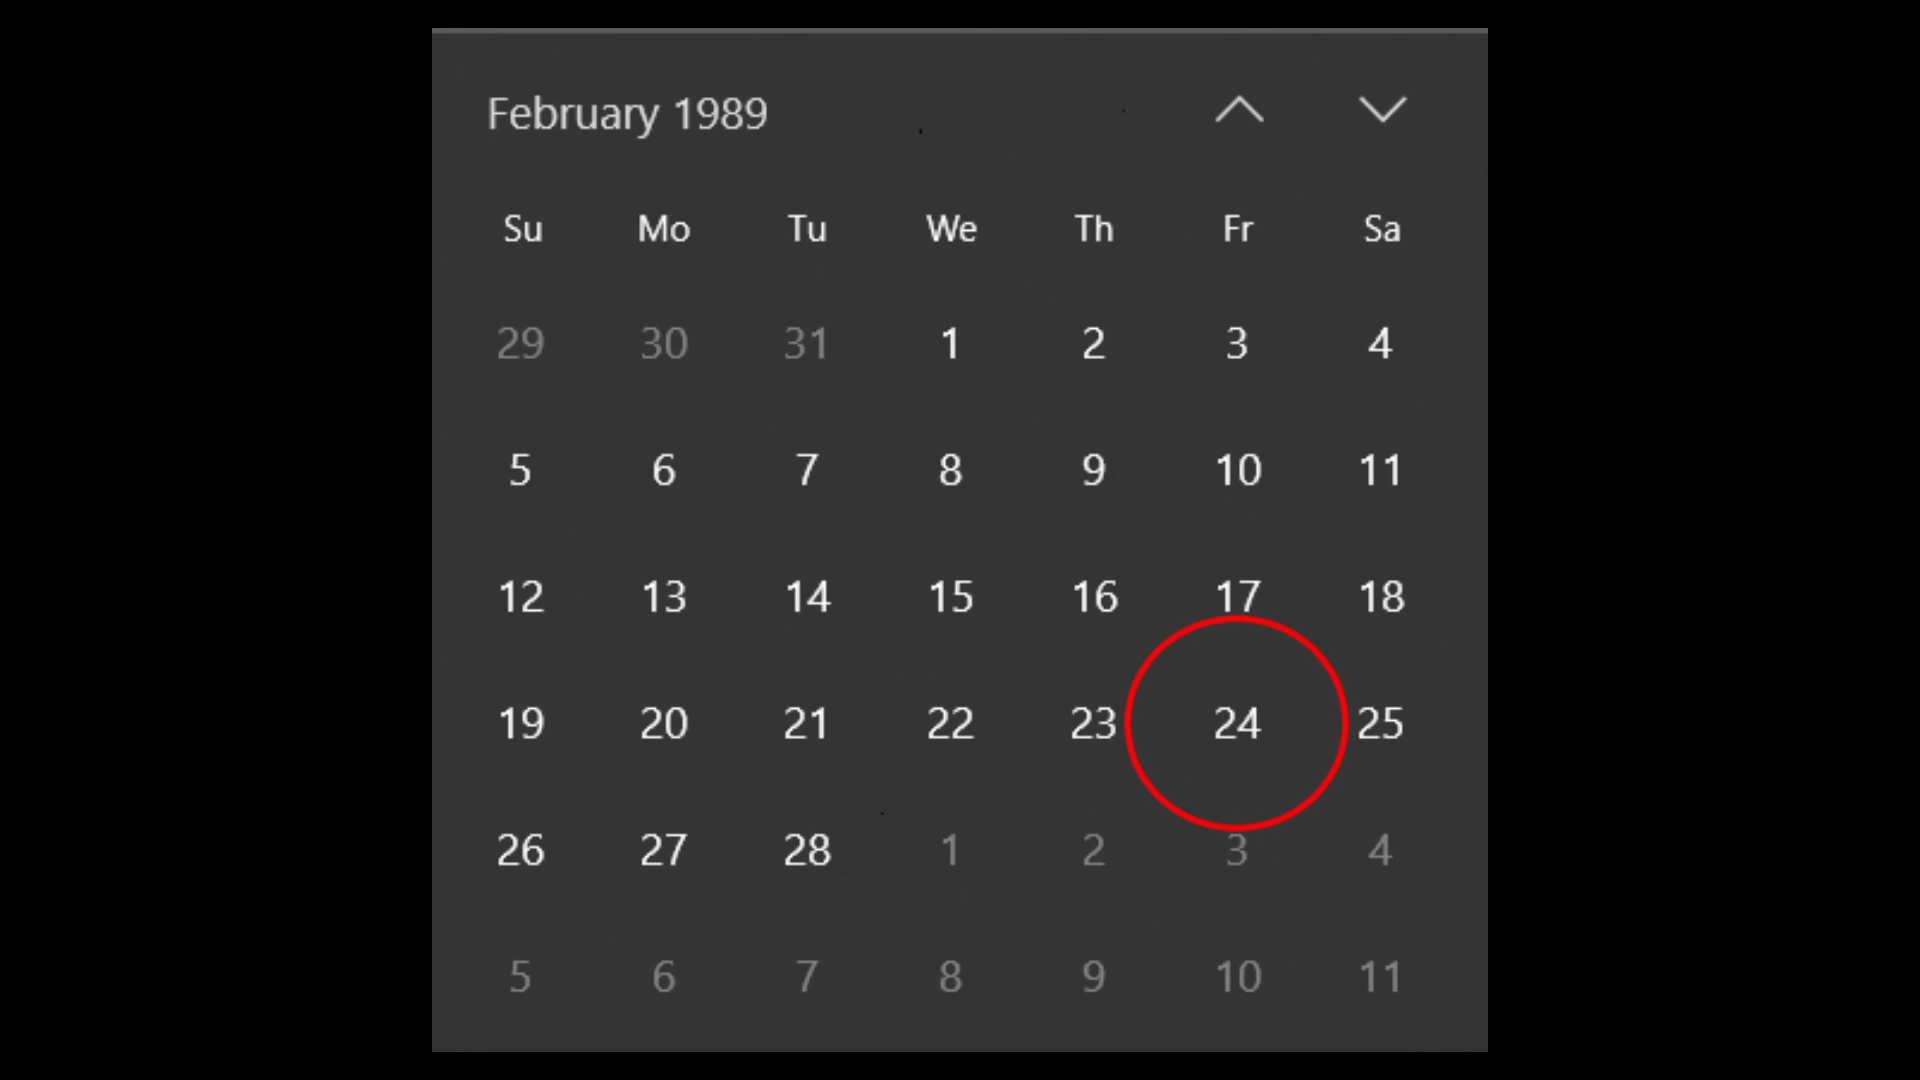 February 1989
Su Mo Tu We Th Fr Sa
29 30 31 1 2 3 4
5 6 7 8 9 10 11
12 13 14 15 16 17 18
19 20 21 22 23 24 25
26 27 28 1 2 3 4
5 6 7 8 9 10 11